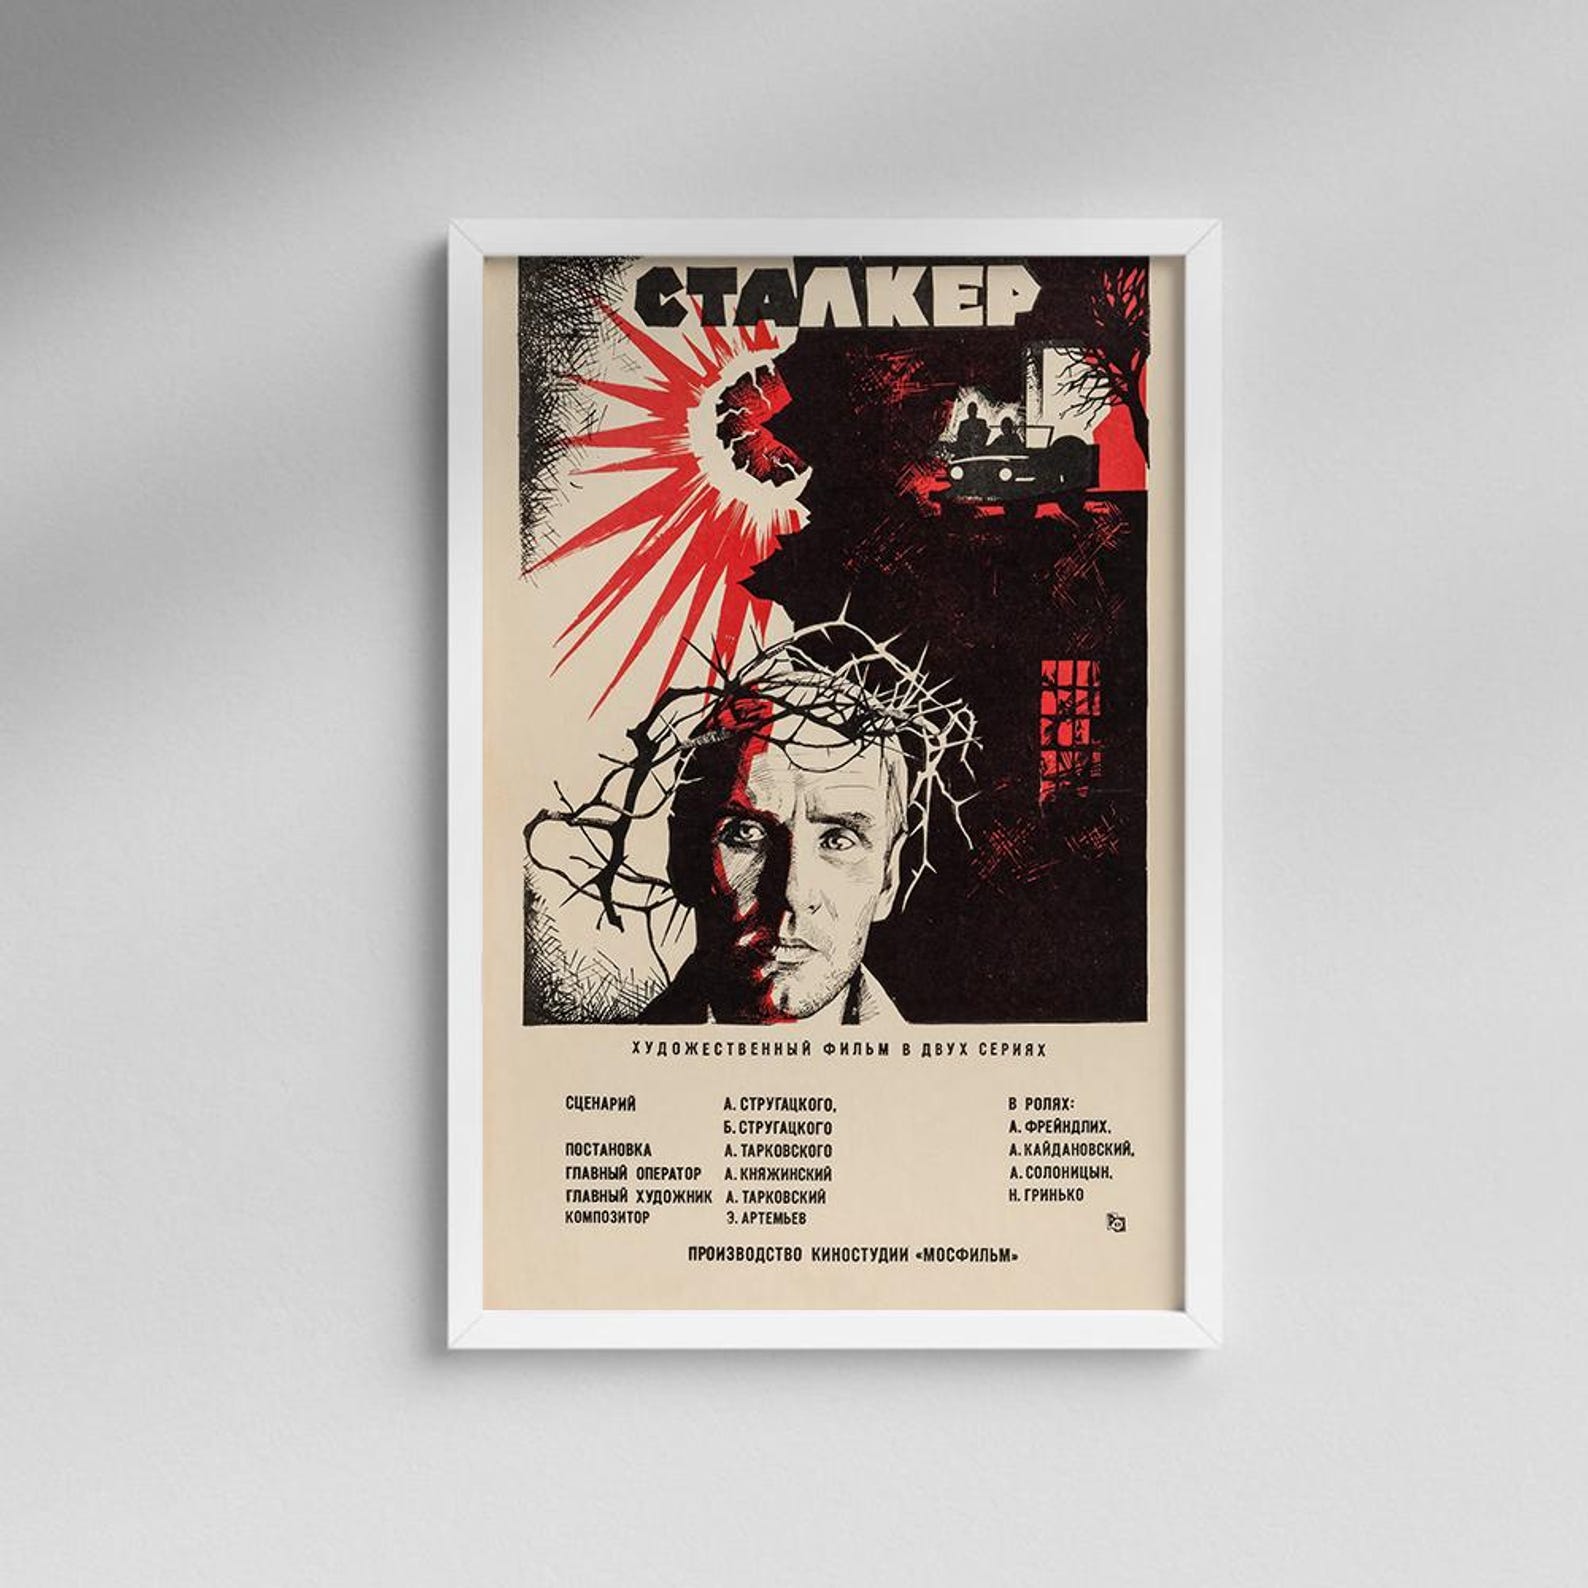 СТАЛКЕР
ХУДОЖЕСТВЕННЫЙ ФИЛЬМ В ДВУХ СЕРИЯХ
СЦЕНАРИЙ А. СТРУГАЦКОГО,
Б. СТРУГАЦКОГО
ПОСТАНОВКА А. ТАРКОВСКОГО
ГЛАВНЫЙ ОПЕРАТОР А. КНЯЖИНСКИЙ
ГЛАВНЫЙ ХУДОЖНИК А. ТАРКОВСКИЙ
КОМПОЗИТОР Э. АРТЕМЬЕВ
В РОЛЯХ:
А. ФРЕЙНДЛИХ,
А. КАЙДАНОВСКИЙ,
А. СОЛОНИЦЫН,
Н. ГРИНЬКО
ПРОИЗВОДСТВО КИНОСТУДИИ «МОСФИЛЬМ»